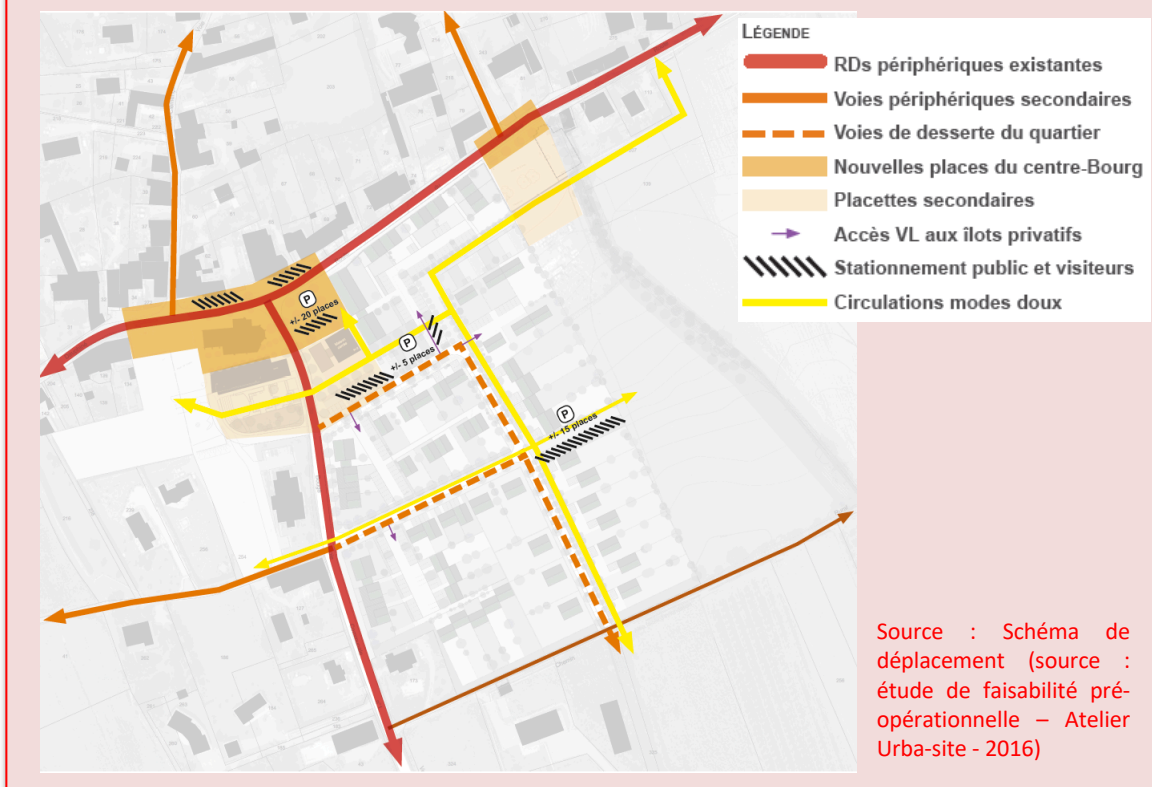 LÉGENDE
RDs périphériques existantes
Voies périphériques secondaires
Voies de desserte du quartier
Nouvelles places du centre-Bourg
Placettes secondaires
Accès VL aux îlots privatifs
Stationnement public et visiteurs
Circulations modes doux
P
+/- 20 places
P
+/- 5 places
P
+/- 15 places
Source : Schéma de
déplacement (source :
étude de faisabilité pré-
opérationnelle – Atelier
Urba-site - 2016)